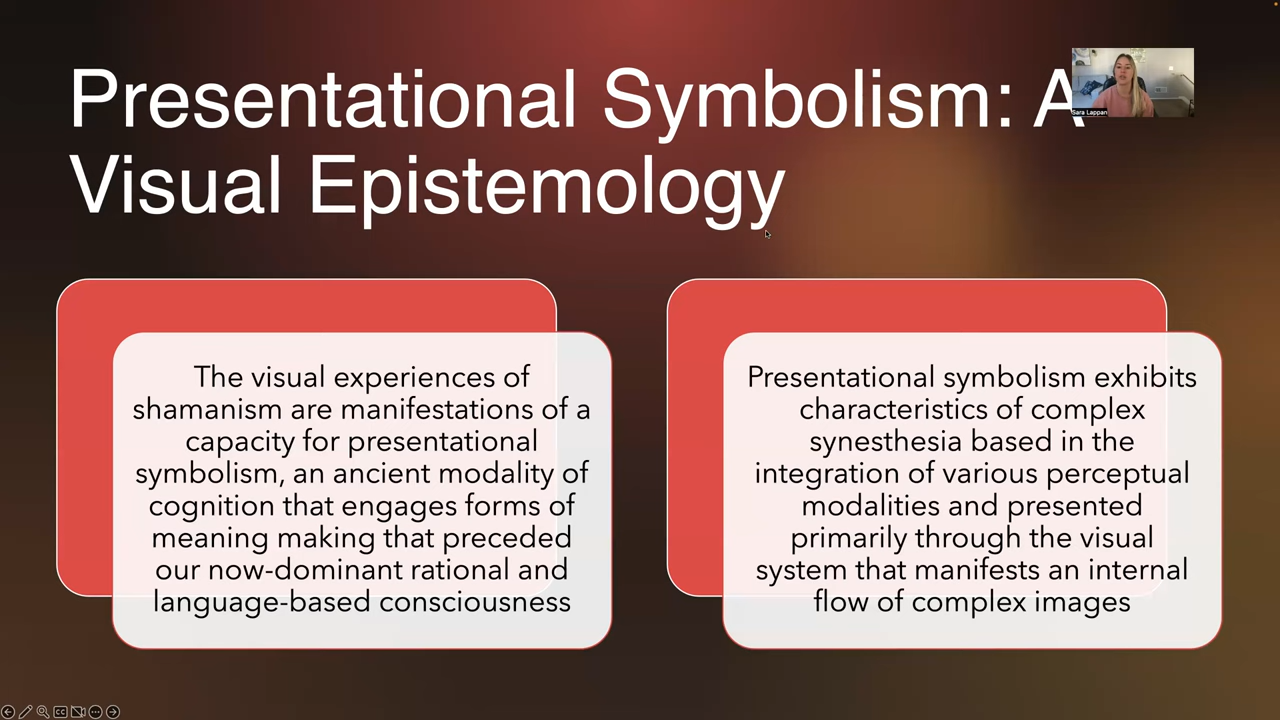 Presentational Symbolism: A
Visual Epistemology
Sara Lappan
The visual experiences of
shamanism are manifestations of a
capacity for presentational
symbolism, an ancient modality of
cognition that engages forms of
meaning making that preceded
our now-dominant rational and
language-based consciousness
Presentational symbolism exhibits
characteristics of complex
synesthesia based in the
integration of various perceptual
modalities and presented
primarily through the visual
system that manifests an internal
flow of complex images
CC